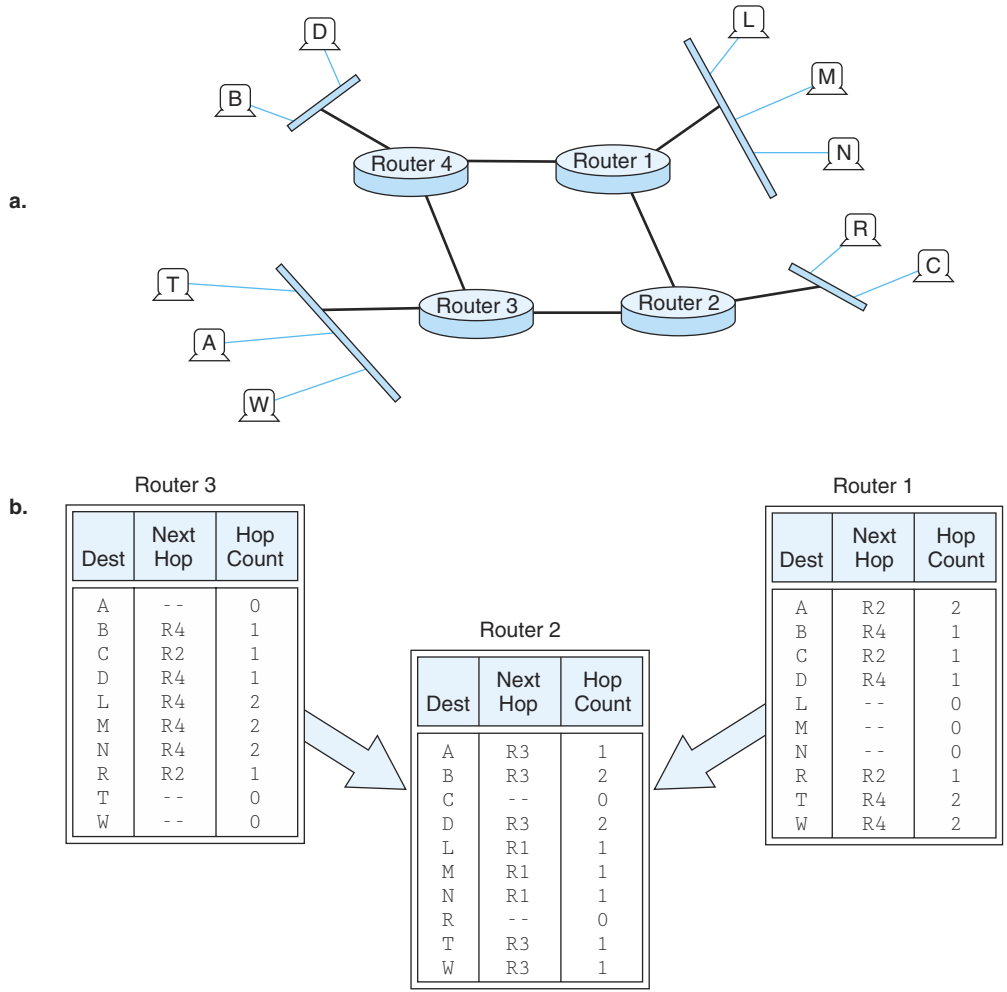 a.
D
B
L
M
N
Router 4
Router 1
R
C
T
Router 3
Router 2
A
W
b.
Router 3
Dest Next Hop Hop Count
A -- 0
B R4 1
C R2 1
D R4 1
L R4 2
M R4 2
N R4 2
R R2 1
T -- 0
W -- 0
Router 2
Dest Next Hop Hop Count
A R3 1
B R3 2
C -- 0
D R3 2
L R1 1
M R1 1
N R1 1
R -- 0
T R3 1
W R3 1
Router 1
Dest Next Hop Hop Count
A R2 2
B R4 1
C R2 1
D R4 1
L -- 0
M -- 0
N -- 0
R R2 1
T R4 2
W R4 2